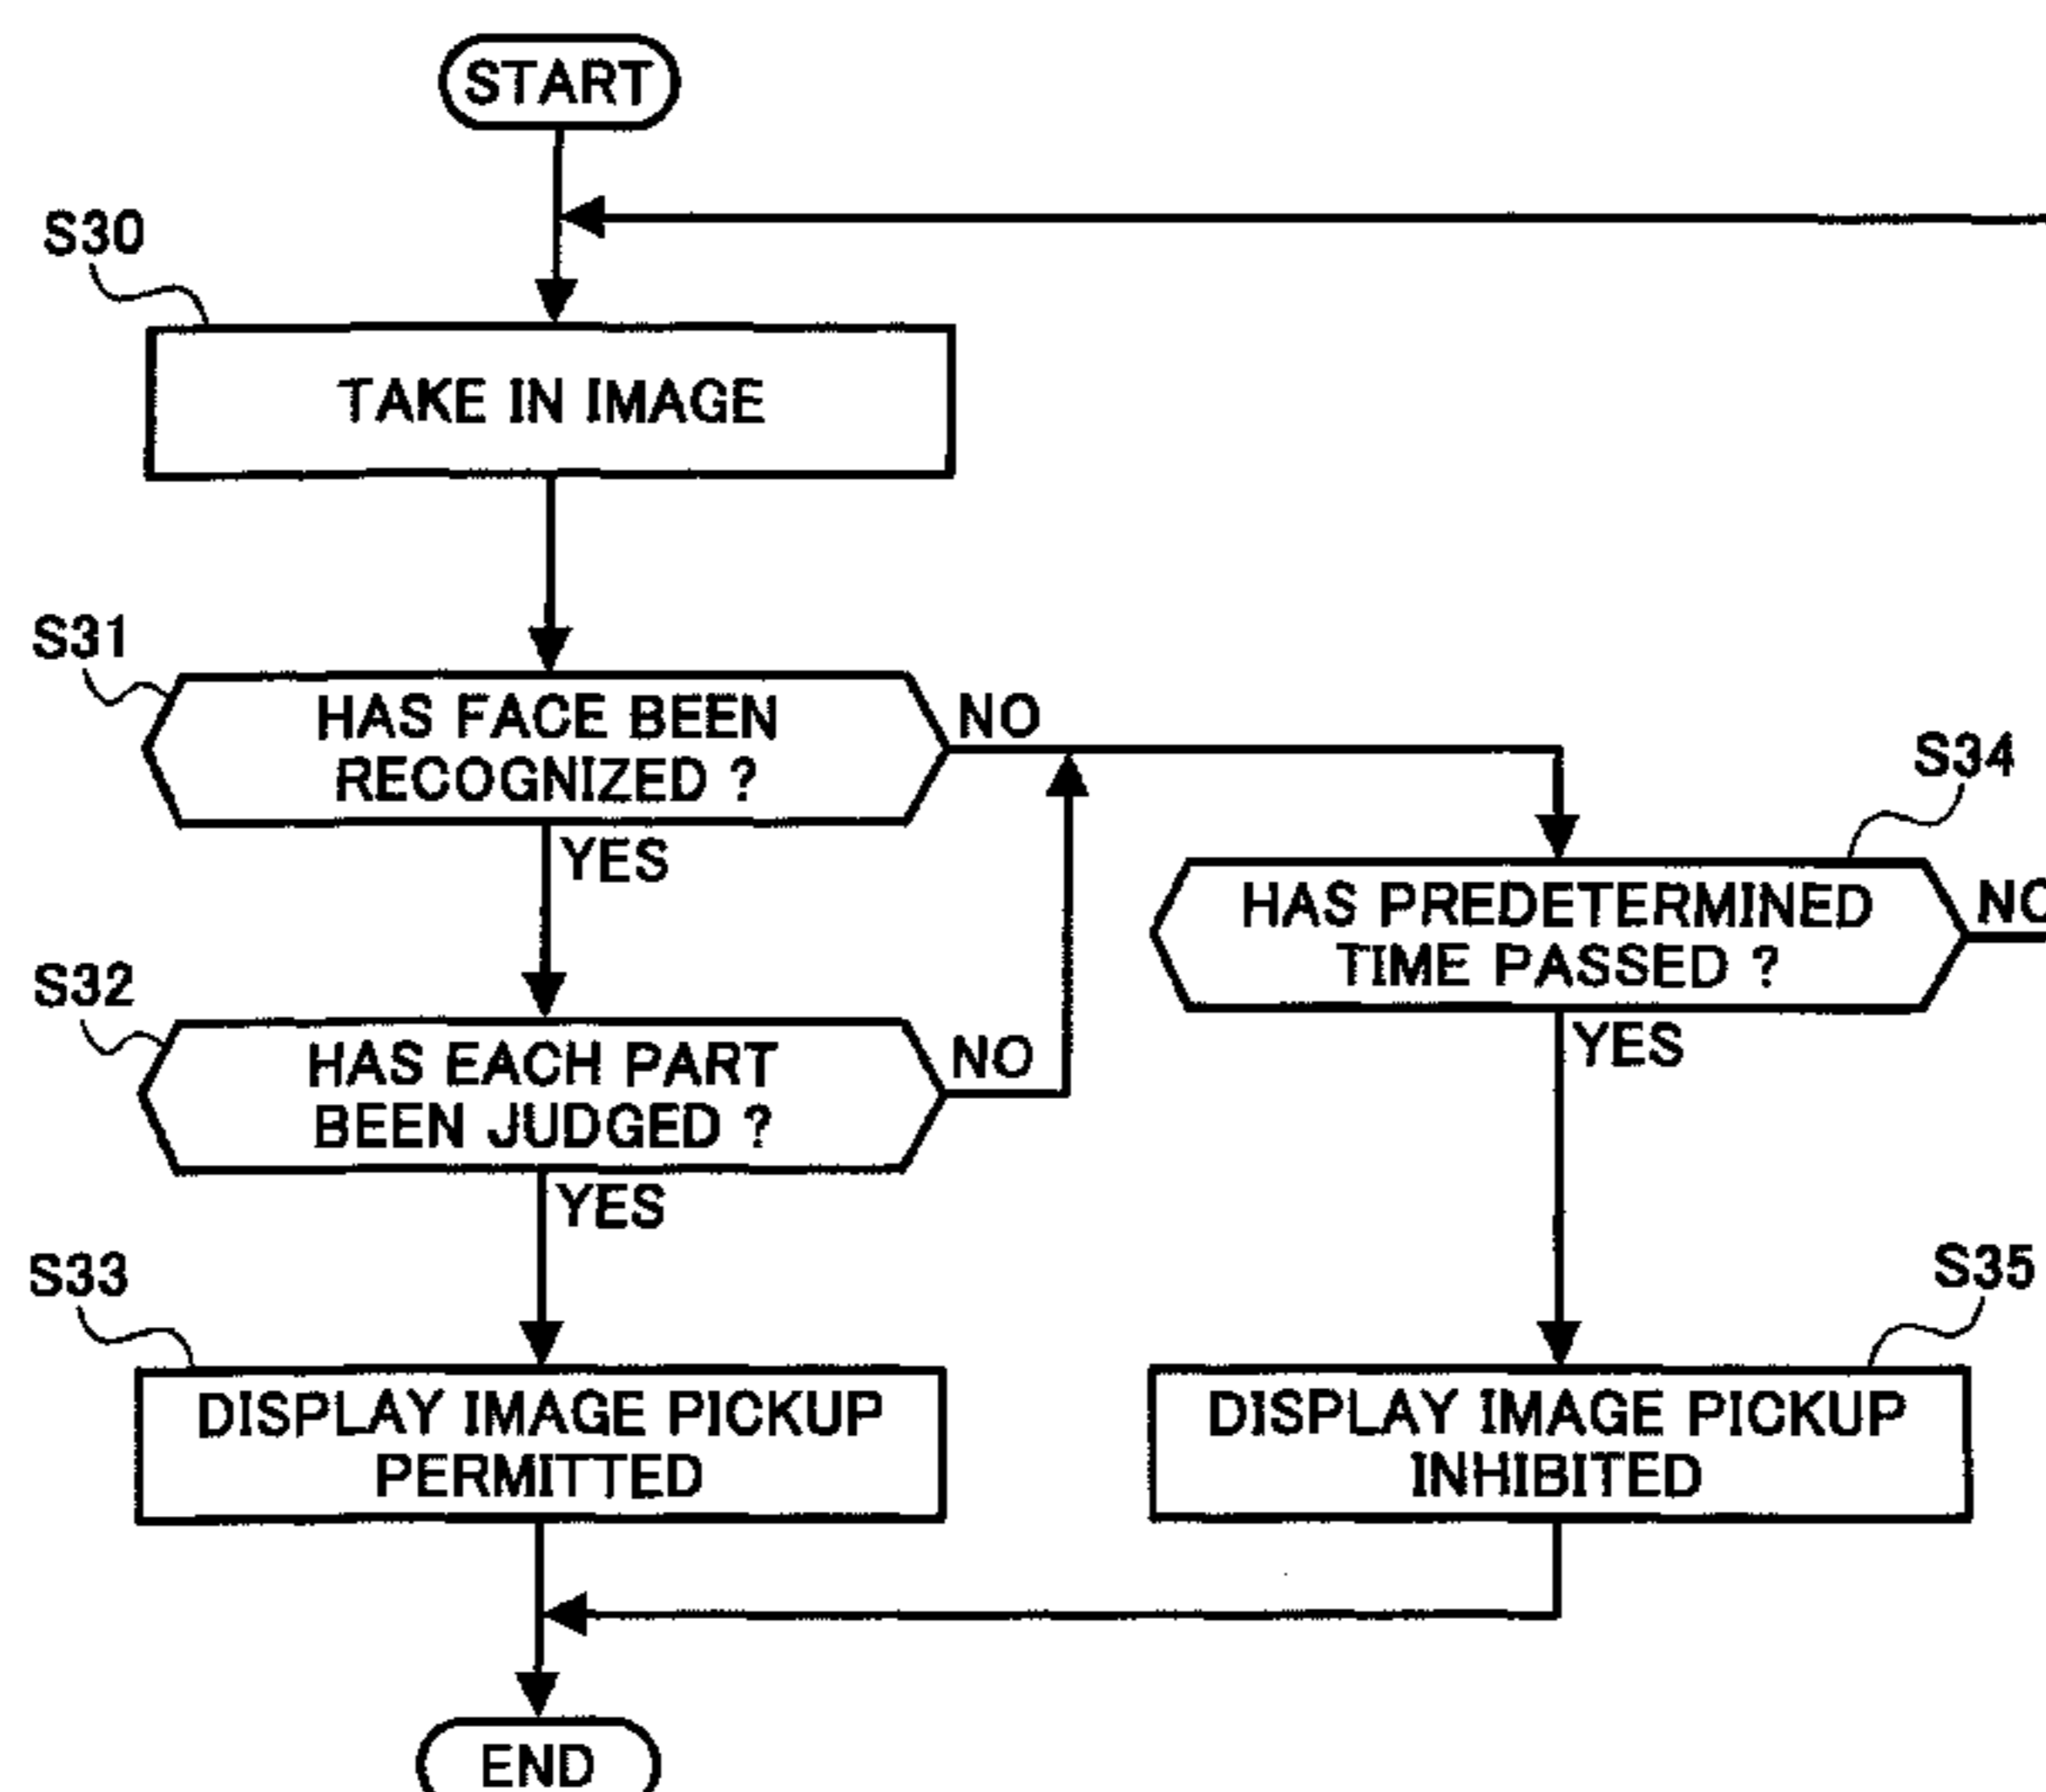 START
S30
TAKE IN IMAGE
S31
HAS FACE BEEN
RECOGNIZED ?
NO
YES
S34
HAS PREDETERMINED
TIME PASSED ?
NO
YES
S32
HAS EACH PART
BEEN JUDGED ?
NO
YES
S33
DISPLAY IMAGE PICKUP
PERMITTED
S35
DISPLAY IMAGE PICKUP
INHIBITED
END